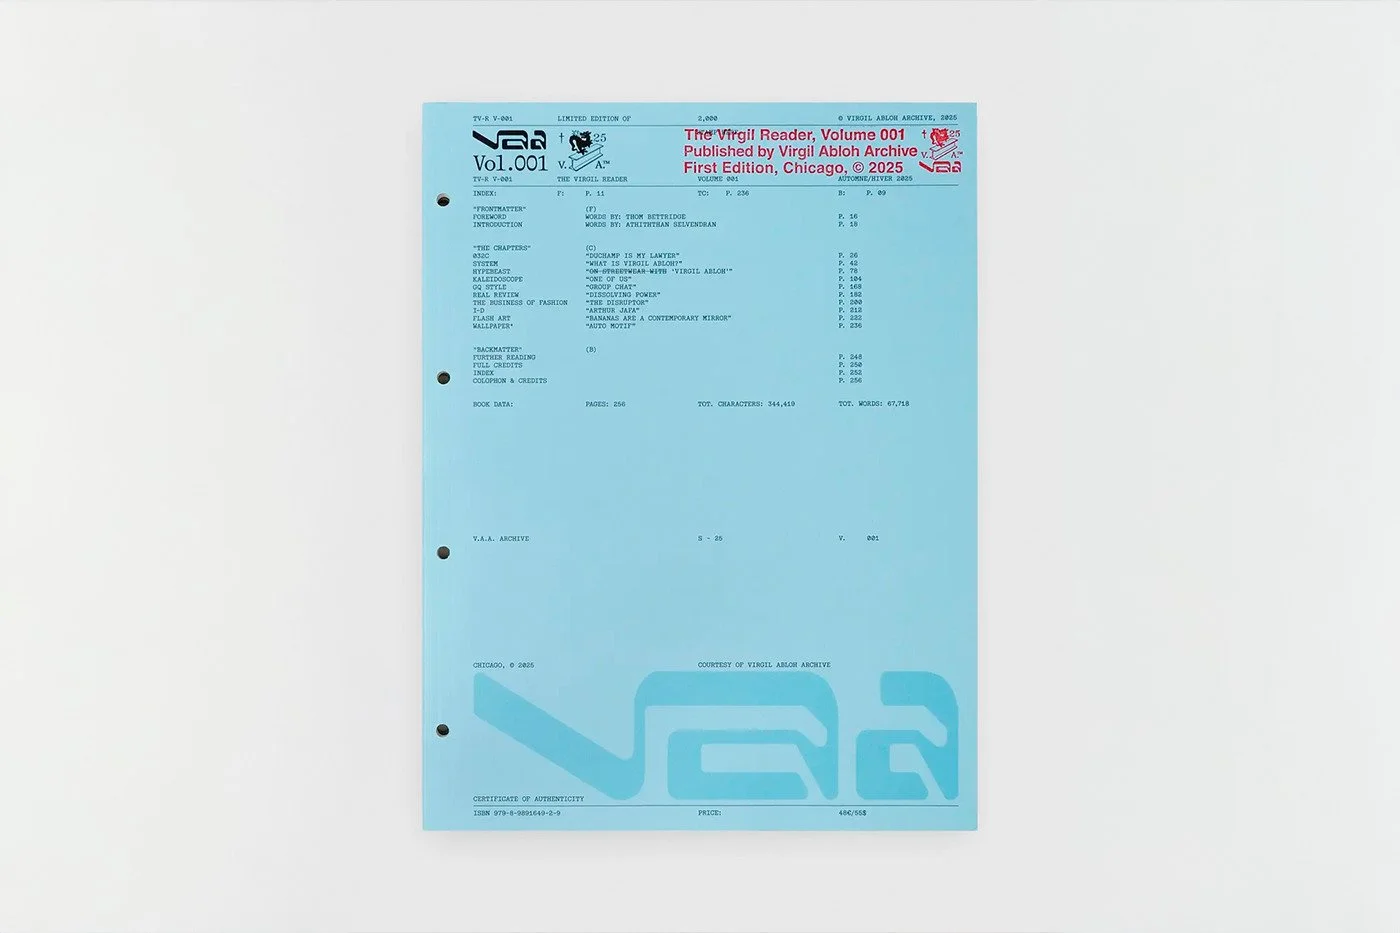 TV-R V-001 LIMITED EDITION OF 2,000 © VIRGIL ABLOH ARCHIVE, 2025
vaa † 25
Vol.001 V. A.™
The Virgil Reader, Volume 001 † 25
Published by Virgil Abloh Archive V. A.™
First Edition, Chicago, © 2025 vaa
TV-R V-001 THE VIRGIL READER VOLUME 001 AUTOMNE/HIVER 2025
INDEX: F: P. 11 TC: P. 236 B: P. 09
"FRONTMATTER" (F)
FOREWORD WORDS BY: THOM BETTRIDGE P. 16
INTRODUCTION WORDS BY: ATHITHTHAN SELVENDRAN P. 18
"THE CHAPTERS" (C)
032C "DUCHAMP IS MY LAWYER" P. 26
SYSTEM "WHAT IS VIRGIL ABLOH?" P. 42
HYPEBEAST "ON STREETWEAR WITH 'VIRGIL ABLOH'" P. 78
KALEIDOSCOPE "ONE OF US" P. 104
GQ STYLE "GROUP CHAT" P. 168
REAL REVIEW "DISSOLVING POWER" P. 182
THE BUSINESS OF FASHION "THE DISRUPTOR" P. 200
I-D "ARTHUR JAFA" P. 212
FLASH ART "BANANAS ARE A CONTEMPORARY MIRROR" P. 222
WALLPAPER* "AUTO MOTIF" P. 236
"BACKMATTER" (B)
FURTHER READING P. 248
FULL CREDITS P. 250
INDEX P. 252
COLOPHON & CREDITS P. 256
BOOK DATA: PAGES: 256 TOT. CHARACTERS: 344,419 TOT. WORDS: 67,718
V.A.A. ARCHIVE S - 25 V. 001
CHICAGO, © 2025 COURTESY OF VIRGIL ABLOH ARCHIVE
vaa
CERTIFICATE OF AUTHENTICITY
ISBN 979-8-9891649-2-9 PRICE: 48€/55$